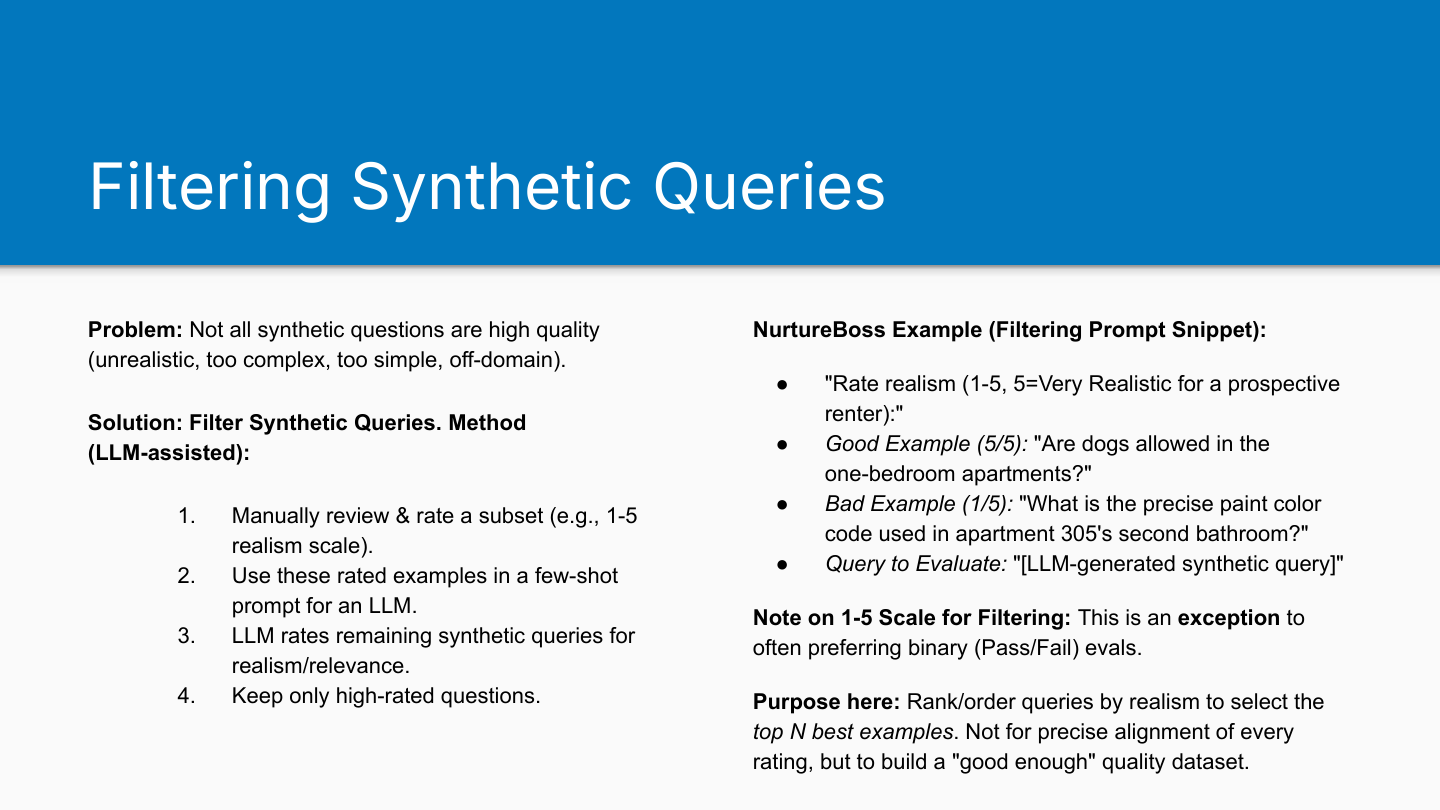 Filtering Synthetic Queries
Problem: Not all synthetic questions are high quality
(unrealistic, too complex, too simple, off-domain).
Solution: Filter Synthetic Queries. Method
(LLM-assisted):
1. Manually review & rate a subset (e.g., 1-5
realism scale).
2. Use these rated examples in a few-shot
prompt for an LLM.
3. LLM rates remaining synthetic queries for
realism/relevance.
4. Keep only high-rated questions.
NurtureBoss Example (Filtering Prompt Snippet):
● "Rate realism (1-5, 5=Very Realistic for a prospective
renter):"
● Good Example (5/5): "Are dogs allowed in the
one-bedroom apartments?"
● Bad Example (1/5): "What is the precise paint color
code used in apartment 305's second bathroom?"
● Query to Evaluate: "[LLM-generated synthetic query]"
Note on 1-5 Scale for Filtering: This is an exception to
often preferring binary (Pass/Fail) evals.
Purpose here: Rank/order queries by realism to select the
top N best examples. Not for precise alignment of every
rating, but to build a "good enough" quality dataset.